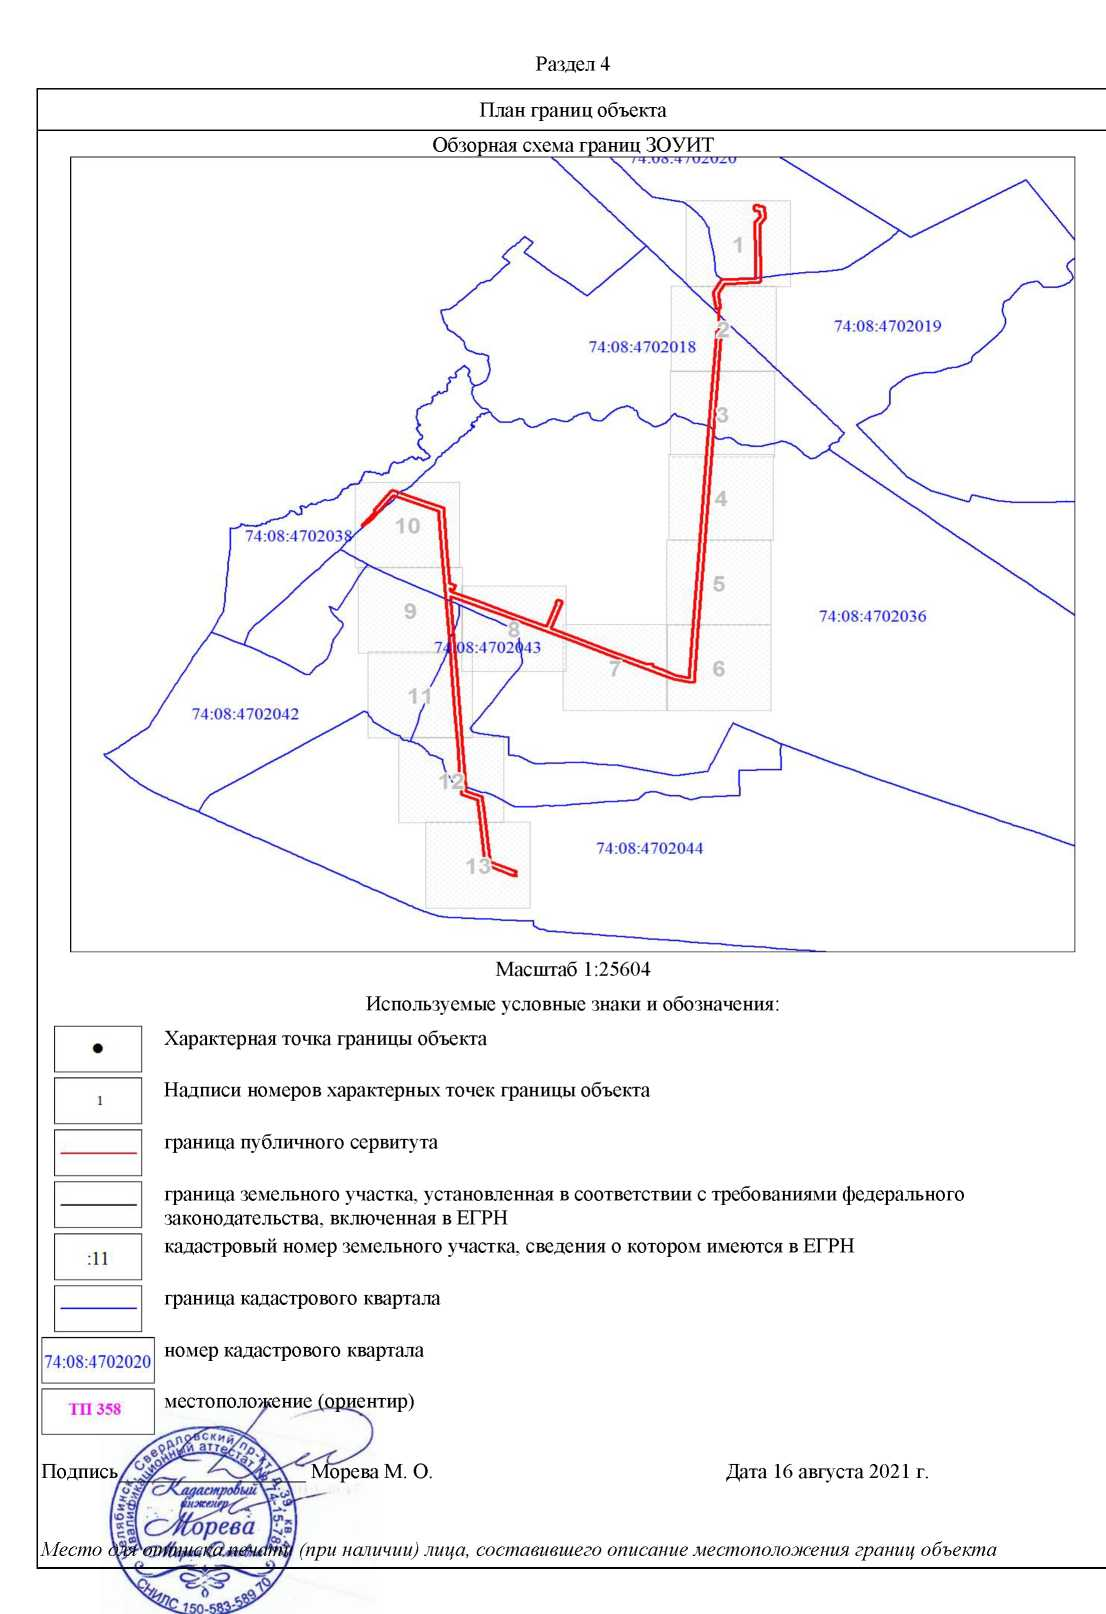 Раздел 4
План границ объекта
Обзорная схема границ ЗОУИТ
74:08:4702020
1
2
74:08:4702019
74:08:4702018
3
4
10
74:08:4702038
5
9
74:08:4702036
8
74:08:4702043
7
6
11
74:08:4702042
12
74:08:4702044
13
Масштаб 1:25604
Используемые условные знаки и обозначения:
Характерная точка границы объекта
1
Надписи номеров характерных точек границы объекта
граница публичного сервитута
граница земельного участка, установленная в соответствии с требованиями федерального
законодательства, включенная в ЕГРН
:11
кадастровый номер земельного участка, сведения о котором имеются в ЕГРН
граница кадастрового квартала
74:08:4702020
номер кадастрового квартала
ТП 358
местоположение (ориентир)
Подпись
Морева М. О.
Дата 16 августа 2021 г.
Кадастровый
инженер
Морева
СНИЛС 150-583-589 70
Место для оттиска печати (при наличии) лица, составившего описание местоположения границ объекта